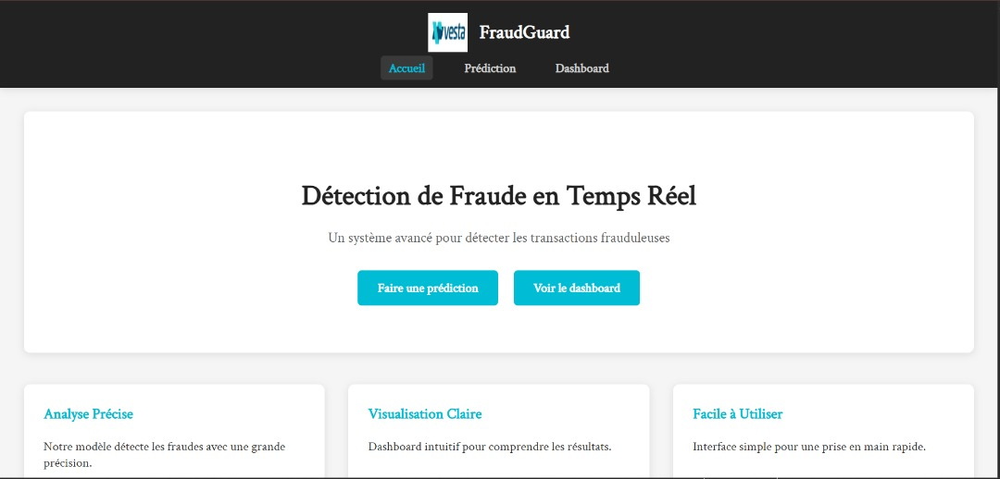 vesta
FraudGuard
Accueil
Prédiction
Dashboard
Détection de Fraude en Temps Réel
Un système avancé pour détecter les transactions frauduleuses
Faire une prédiction
Voir le dashboard
Analyse Précise
Notre modèle détecte les fraudes avec une grande
précision.
Visualisation Claire
Dashboard intuitif pour comprendre les résultats.
Facile à Utiliser
Interface simple pour une prise en main rapide.